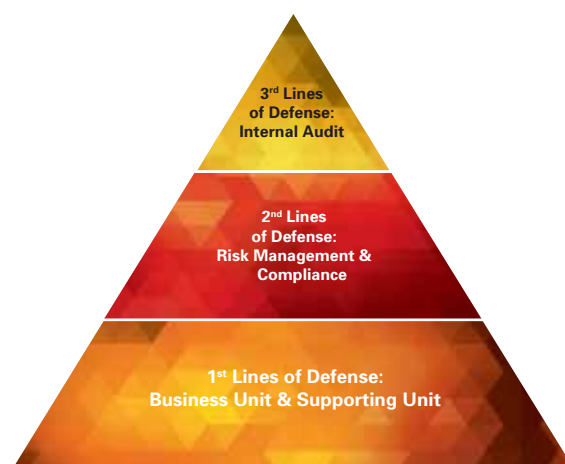 3rd Lines
of Defense:
Internal Audit
2nd Lines
of Defense:
Risk Management &
Compliance
1st Lines of Defense:
Business Unit & Supporting Unit